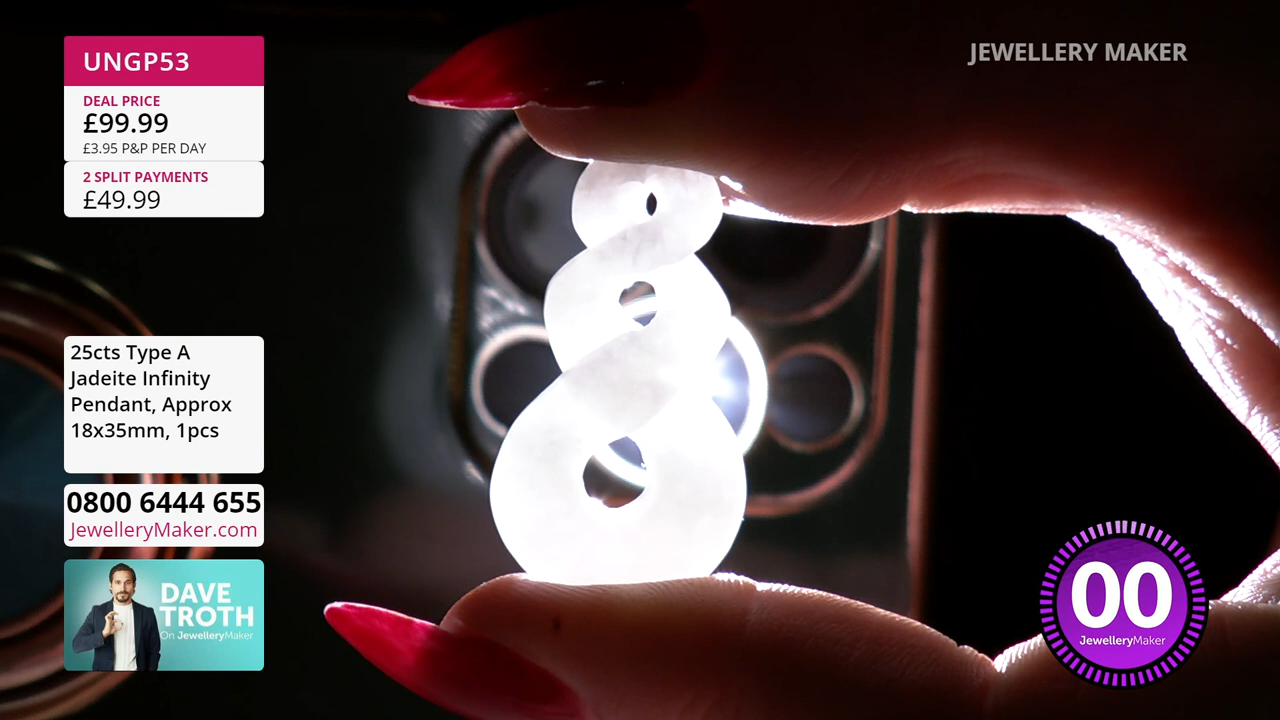 UNGP53
DEAL PRICE
£99.99
£3.95 P&P PER DAY
2 SPLIT PAYMENTS
£49.99
25cts Type A
Jadeite Infinity
Pendant, Approx
18x35mm, 1pcs
0800 6444 655
JewelleryMaker.com
DAVE
TROTH
On JewelleryMaker
JEWELLERY MAKER
00
JewelleryMaker